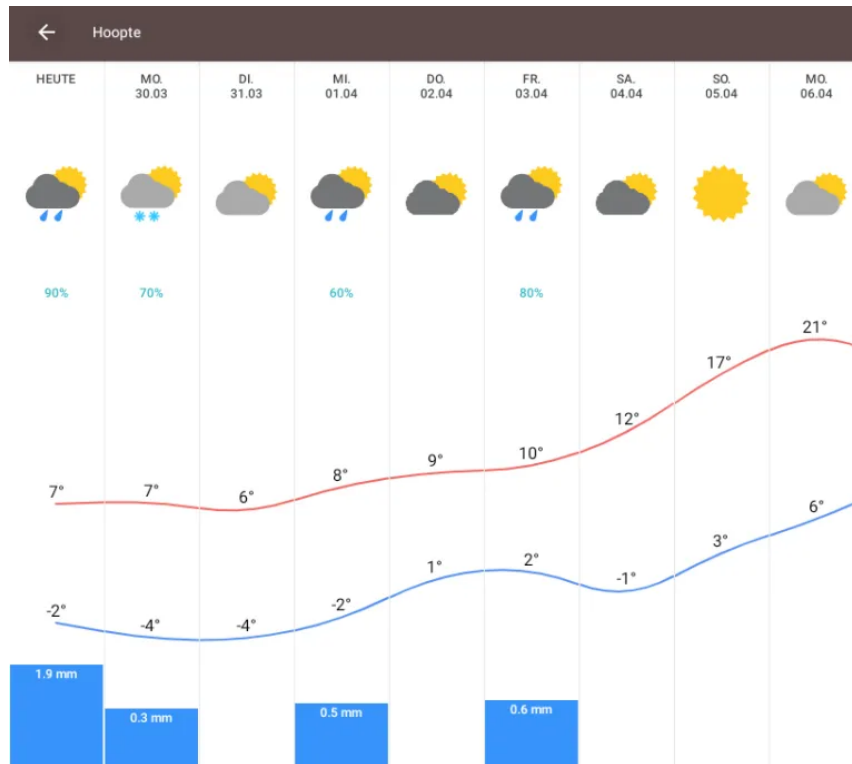 Hoopte
HEUTE
MO.
30.03
DI.
31.03
MI.
01.04
DO.
02.04
FR.
03.04
SA.
04.04
SO.
05.04
MO.
06.04
90% 70% 60% 80%
7° 7° 6° 8° 9° 10° 12° 17° 21°
-2° -4° -4° -2° 1° 2° -1° 3° 6°
1.9 mm 0.3 mm 0.5 mm 0.6 mm